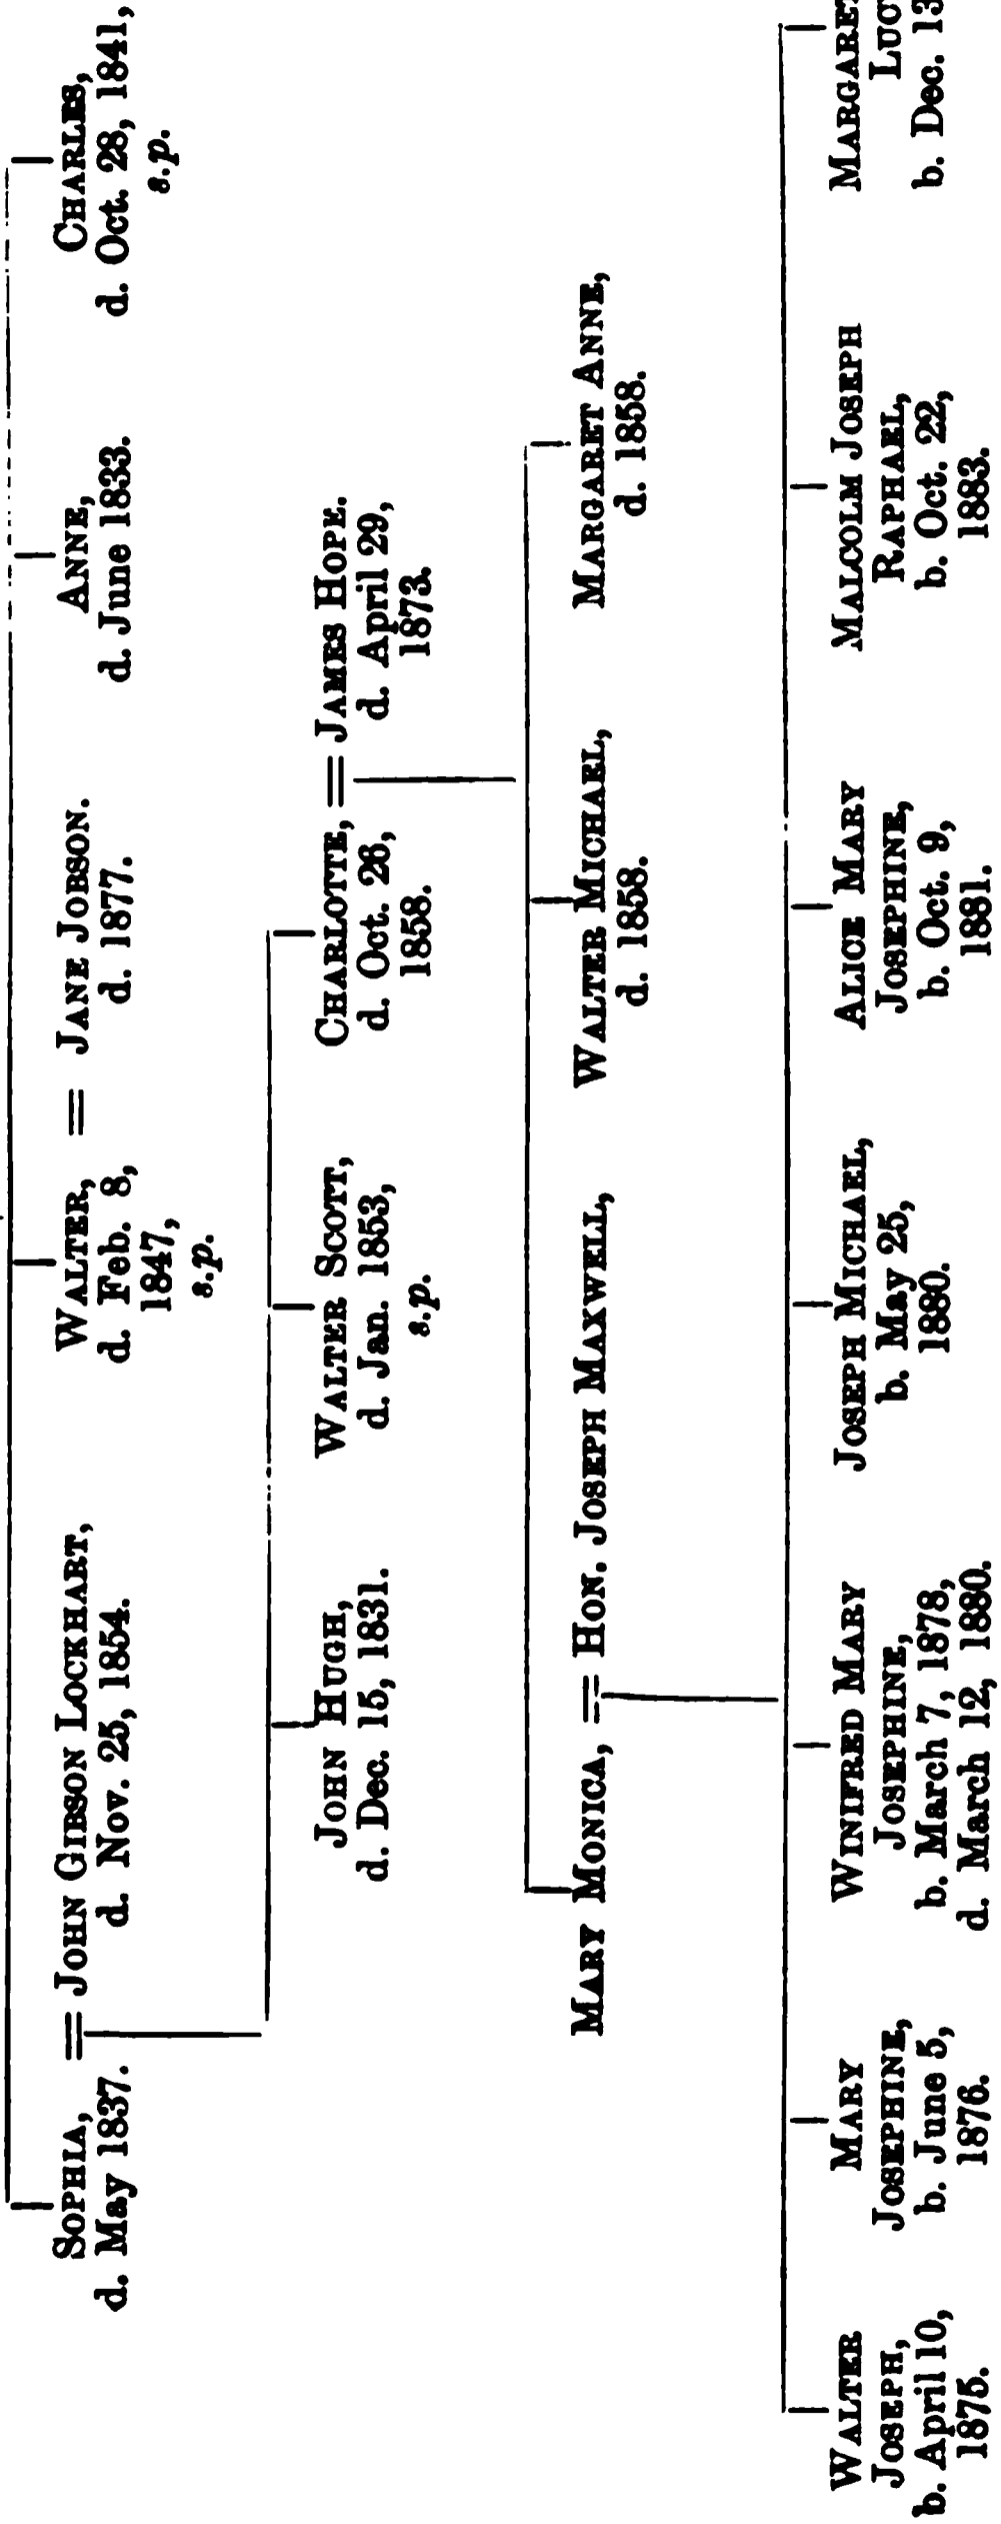 SOPHIA,
d. May 1837.
= JOHN GIBSON LOCKHART,
d. Nov. 25, 1854.
WALTER,
d. Feb. 8,
1847,
s.p.
= JANE JOBSON.
d. 1877.
ANNE,
d. June 1833.
CHARLES,
d. Oct. 28, 1841,
s.p.
JOHN HUGH,
d. Dec. 15, 1831.
WALTER SCOTT,
d. Jan. 1853,
s.p.
CHARLOTTE,
d. Oct. 26,
1858.
= JAMES HOPE.
d. April 29,
1873.
MARY MONICA, = HON. JOSEPH MAXWELL,
WALTER MICHAEL,
d. 1858.
MARGARET ANNE,
d. 1858.
WALTER
JOSEPH,
b. April 10,
1875.
MARY
JOSEPHINE,
b. June 5,
1876.
WINIFRED MARY
JOSEPHINE,
b. March 7, 1878,
d. March 12, 1880.
JOSEPH MICHAEL,
b. May 25,
1880.
ALICE MARY
JOSEPHINE,
b. Oct. 9,
1881.
MALCOLM JOSEPH
RAPHAEL,
b. Oct. 22,
1883.
MARGARET
b. Dec. 13